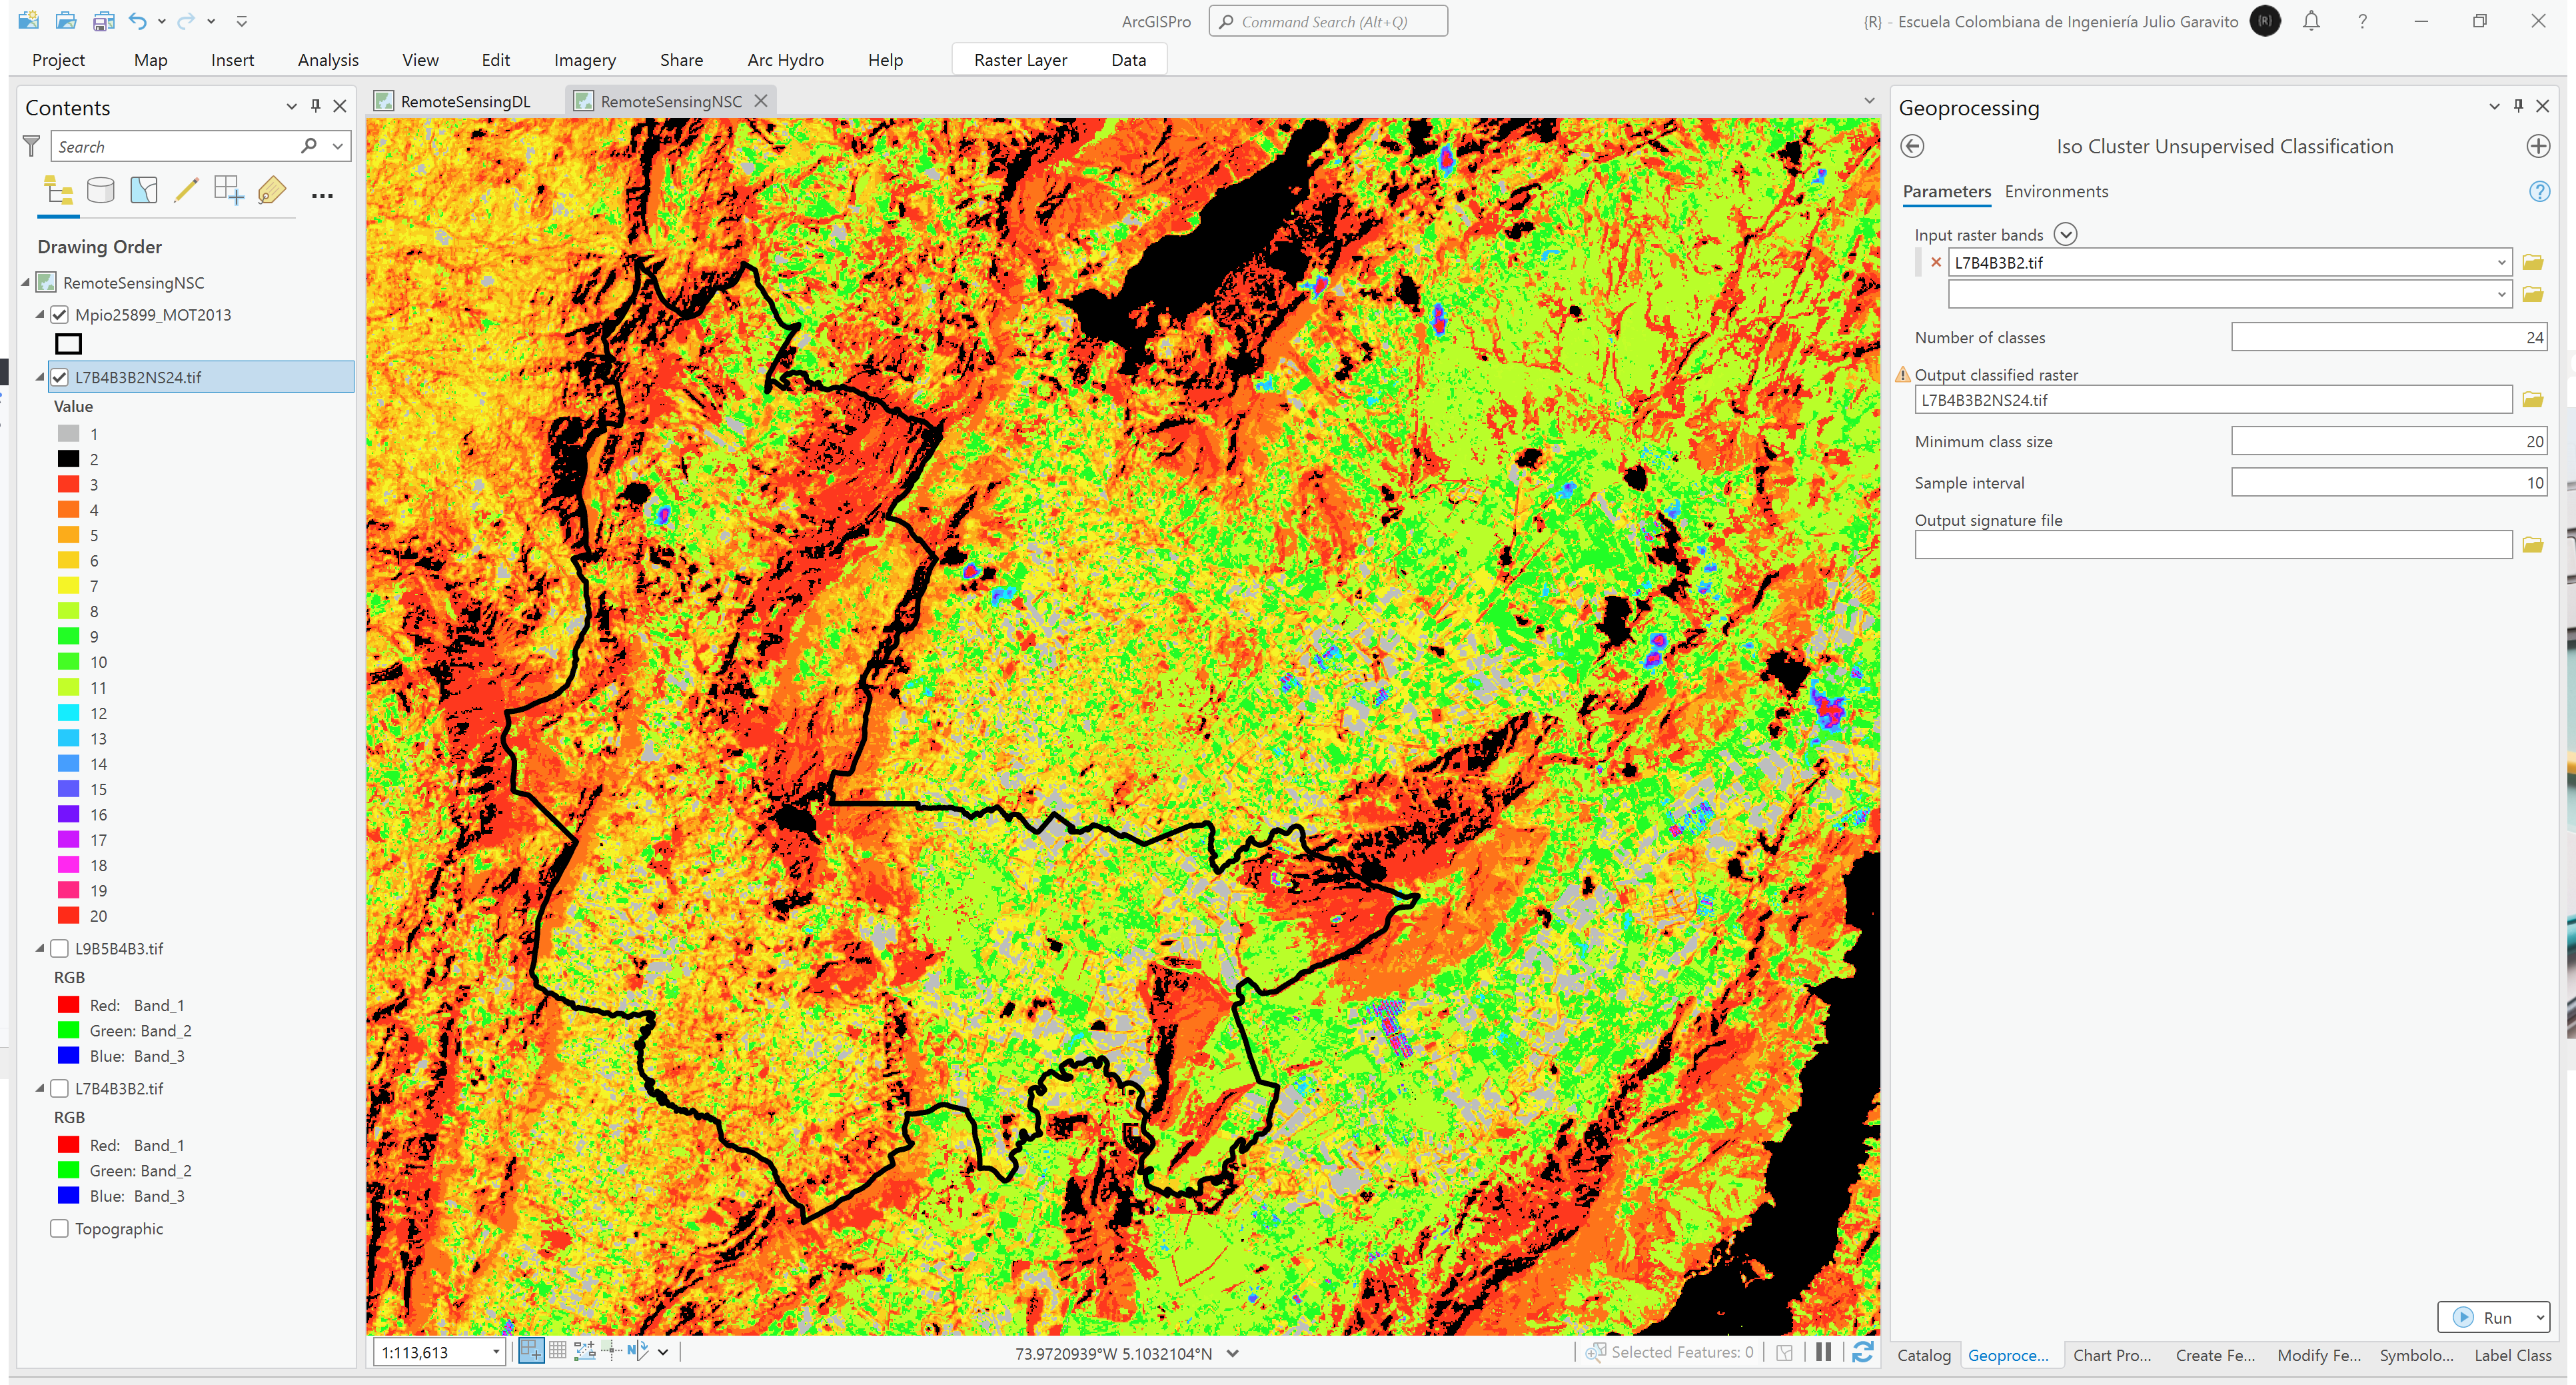 ArcGISPro
Command Search (Alt+Q)
{R} - Escuela Colombiana de Ingeniería Julio Garavito
{R}
?
Project Map Insert Analysis View Edit Imagery Share Arc Hydro Help Raster Layer Data
Contents
Search
Drawing Order
RemoteSensingNSC
Mpio25899_MOT2013
L7B4B3B2NS24.tif
Value
1
2
3
4
5
6
7
8
9
10
11
12
13
14
15
16
17
18
19
20
L9B5B4B3.tif
RGB
Red: Band_1
Green: Band_2
Blue: Band_3
L7B4B3B2.tif
RGB
Red: Band_1
Green: Band_2
Blue: Band_3
Topographic
RemoteSensingDL
RemoteSensingNSC
1:113,613
73.9720939°W 5.1032104°N
Selected Features: 0
Geoprocessing
Iso Cluster Unsupervised Classification
Parameters Environments
Input raster bands
L7B4B3B2.tif
Number of classes 24
Output classified raster
L7B4B3B2NS24.tif
Minimum class size 20
Sample interval 10
Output signature file
Run
Catalog Geoproce... Chart Pro... Create Fe... Modify Fe... Symbolo... Label Class